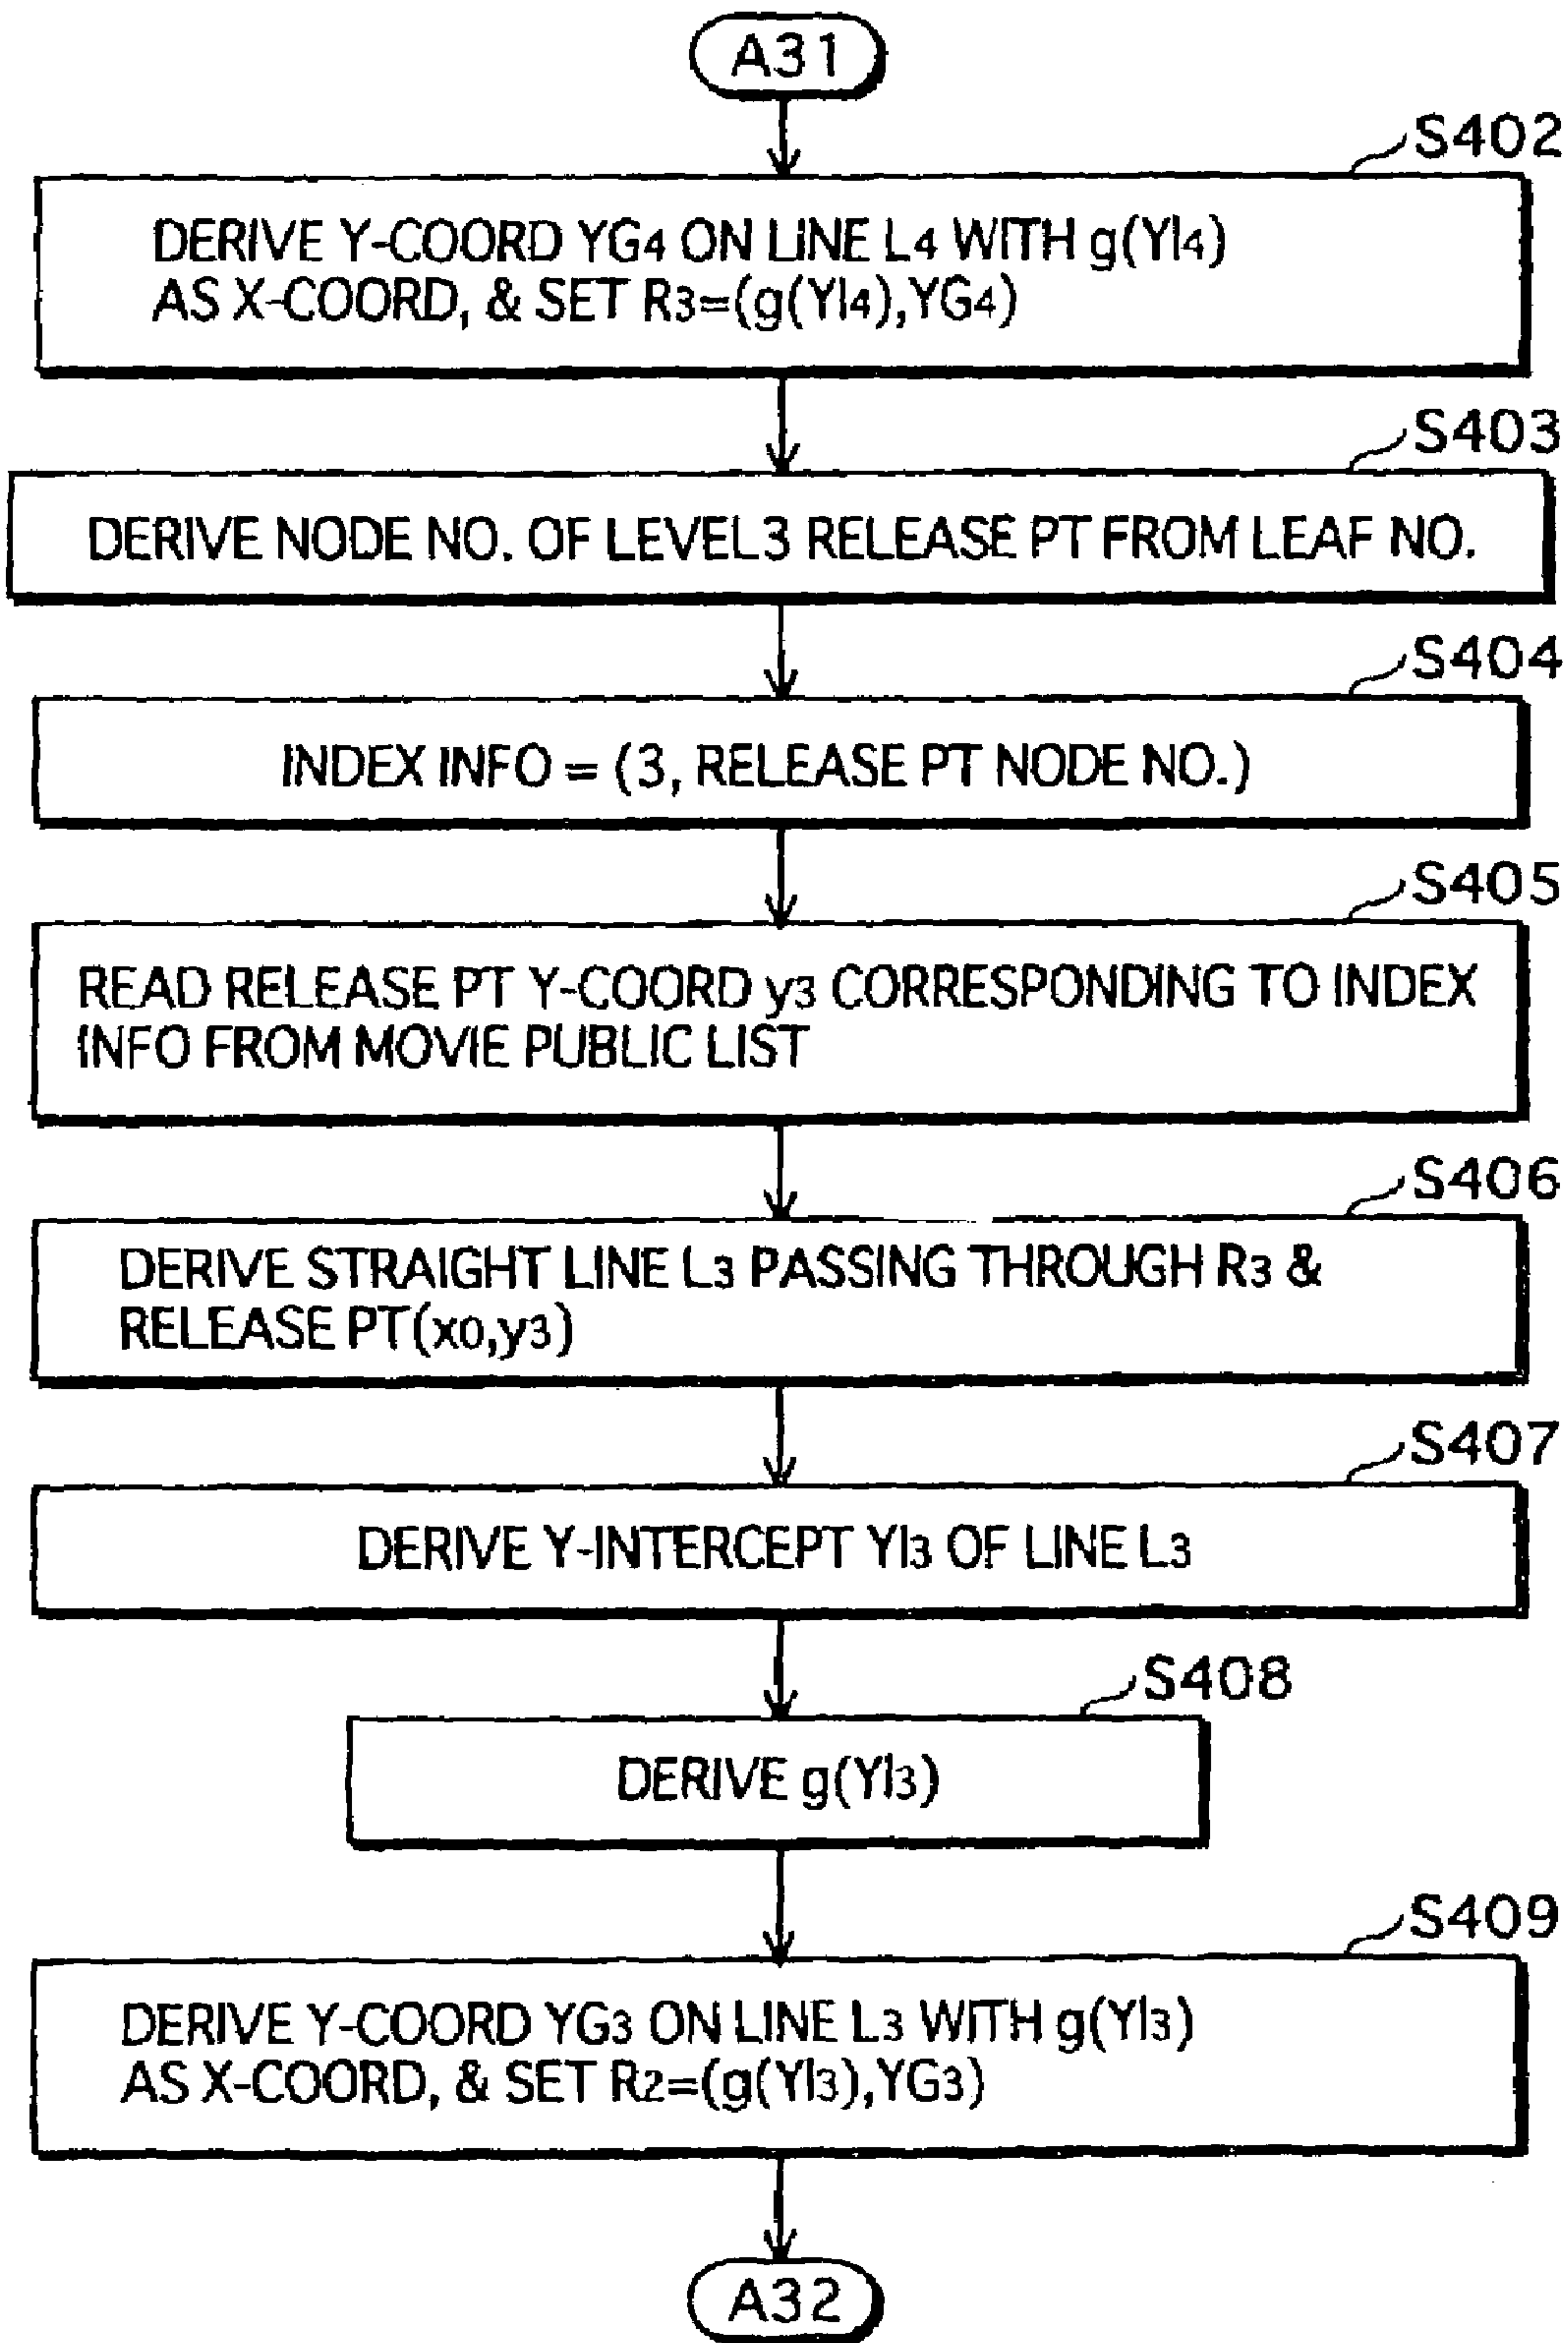 A31
S402
DERIVE Y-COORD YG4 ON LINE L4 WITH g(YI4)
AS X-COORD, & SET R3=(g(YI4),YG4)
S403
DERIVE NODE NO. OF LEVEL3 RELEASE PT FROM LEAF NO.
S404
INDEX INFO = (3, RELEASE PT NODE NO.)
S405
READ RELEASE PT Y-COORD y3 CORRESPONDING TO INDEX
INFO FROM MOVIE PUBLIC LIST
S406
DERIVE STRAIGHT LINE L3 PASSING THROUGH R3 &
RELEASE PT(x0,y3)
S407
DERIVE Y-INTERCEPT YI3 OF LINE L3
S408
DERIVE g(YI3)
S409
DERIVE Y-COORD YG3 ON LINE L3 WITH g(YI3)
AS X-COORD, & SET R2=(g(YI3),YG3)
A32